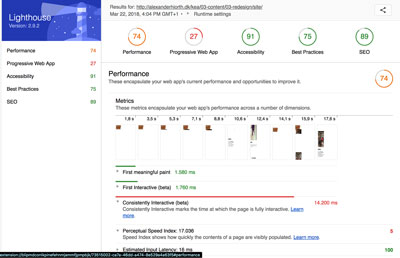 Lighthouse
Version: 2.9.2
Performance 74
Progressive Web App 27
Accessibility 91
Best Practices 75
SEO 89
Results for: http://alexanderhorth.dk/kea/03-content/03-redesign/site/
Mar 22, 2018, 4:04 PM GMT+1 • Runtime settings
74
Performance
27
Progressive Web App
91
Accessibility
75
Best Practices
89
SEO
Performance
These encapsulate your web app's current performance and opportunities to improve it.
74
Metrics
These metrics encapsulate your web app's performance across a number of dimensions.
1,8 s 3,5 s 5,3 s 7,1 s 8,8 s 10,6 s 12,4 s 14,1 s 15,9 s 17,6 s
First meaningful paint 1.580 ms
First Interactive (beta) 1.760 ms
Consistently Interactive (beta) 14,200 ms
Consistently Interactive marks the time at which the page is fully interactive. Learn
more.
Perceptual Speed Index: 17.036 5
Speed Index shows how quickly the contents of a page are visibly populated. Learn
more.
Estimated Input Latency: 16 ms 100